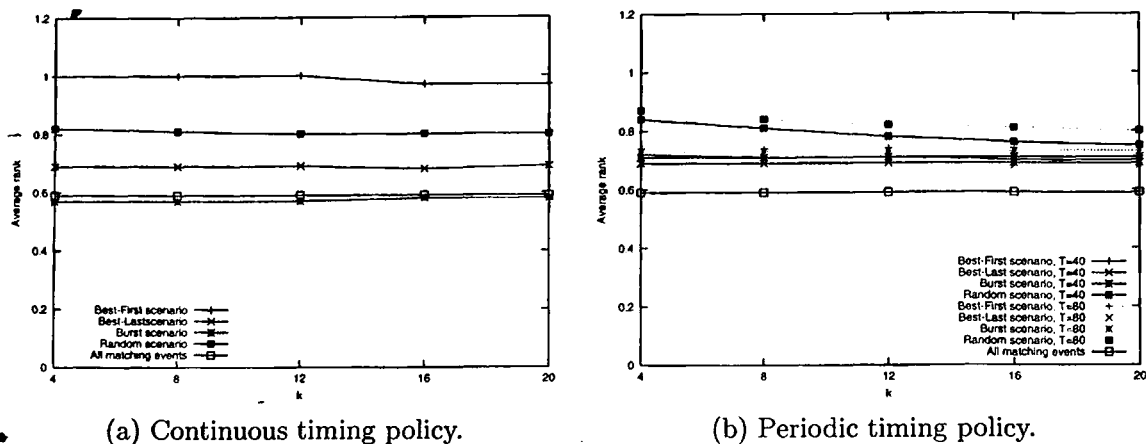 1.2
1
0.8
0.6
0.4
0.2
0
Average rank
4 8 12 16 20
k
Best-First scenario
Best-Lastscenario
Burst scenario
Random scenario
All matching events
(a) Continuous timing policy.
1.2
1
0.8
0.6
0.4
0.2
0
Average rank
4 8 12 16 20
k
Best-First scenario, T=40
Best-Last scenario, T=40
Burst scenario, T=40
Random scenario, T=40
Best-First scenario, T=80
Best-Last scenario, T=80
Burst scenario, T=80
Random scenario, T=80
All matching events
(b) Periodic timing policy.